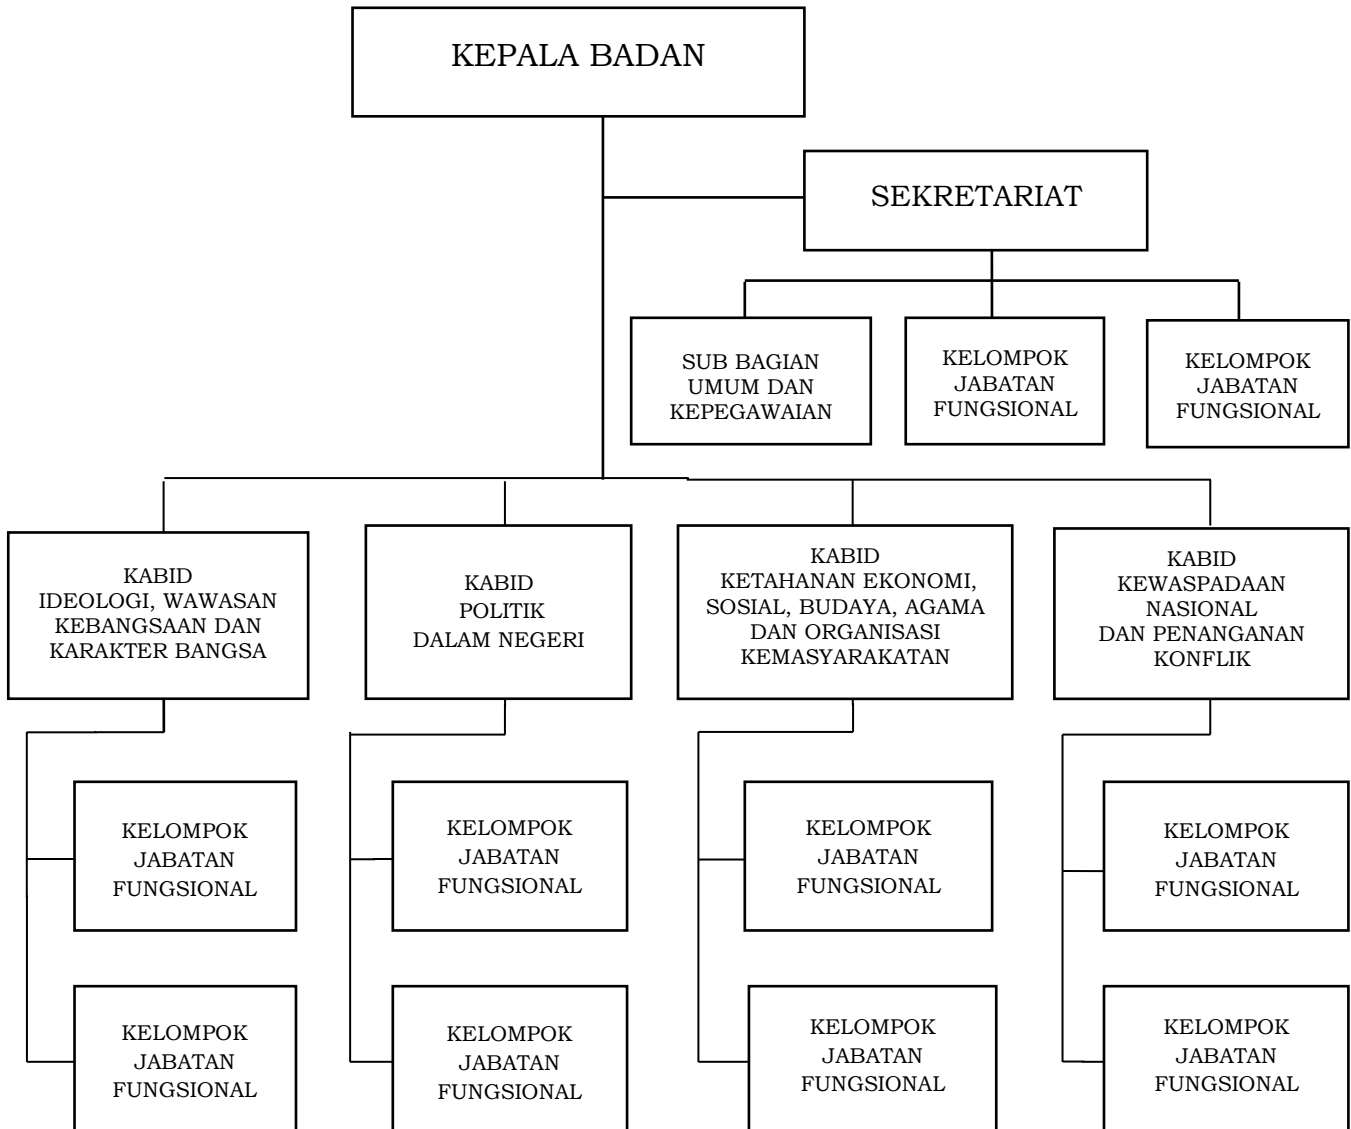 KEPALA BADAN
SEKRETARIAT
SUB BAGIAN
UMUM DAN
KEPEGAWAIAN
KELOMPOK
JABATAN
FUNGSIONAL
KELOMPOK
JABATAN
FUNGSIONAL
KABID
IDEOLOGI, WAWASAN
KEBANGSAAN DAN
KARAKTER BANGSA
KABID
POLITIK
DALAM NEGERI
KABID
KETAHANAN EKONOMI,
SOSIAL, BUDAYA, AGAMA
DAN ORGANISASI
KEMASYARAKATAN
KABID
KEWASPADAAN
NASIONAL
DAN PENANGANAN
KONFLIK
KELOMPOK
JABATAN
FUNGSIONAL
KELOMPOK
JABATAN
FUNGSIONAL
KELOMPOK
JABATAN
FUNGSIONAL
KELOMPOK
JABATAN
FUNGSIONAL
KELOMPOK
JABATAN
FUNGSIONAL
KELOMPOK
JABATAN
FUNGSIONAL
KELOMPOK
JABATAN
FUNGSIONAL
KELOMPOK
JABATAN
FUNGSIONAL